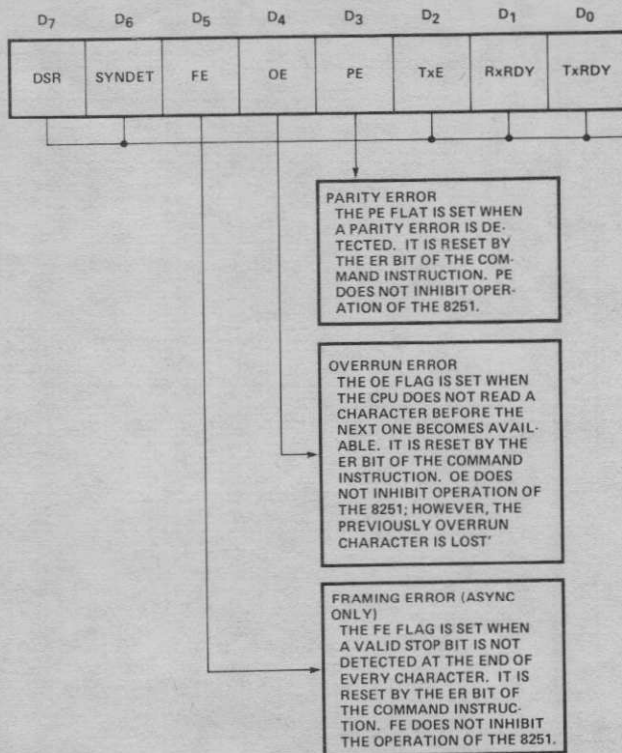 D7 D6 D5 D4 D3 D2 D1 D0
DSR SYNDET FE OE PE TxE RxRDY TxRDY
PARITY ERROR
THE PE FLAT IS SET WHEN
A PARITY ERROR IS DE-
TECTED. IT IS RESET BY
THE ER BIT OF THE COM-
MAND INSTRUCTION. PE
DOES NOT INHIBIT OPER-
ATION OF THE 8251.
OVERRUN ERROR
THE OE FLAG IS SET WHEN
THE CPU DOES NOT READ A
CHARACTER BEFORE THE
NEXT ONE BECOMES AVAIL-
ABLE. IT IS RESET BY THE
ER BIT OF THE COMMAND
INSTRUCTION. OE DOES
NOT INHIBIT OPERATION OF
THE 8251; HOWEVER, THE
PREVIOUSLY OVERRUN
CHARACTER IS LOST'
FRAMING ERROR (ASYNC
ONLY)
THE FE FLAG IS SET WHEN
A VALID STOP BIT IS NOT
DETECTED AT THE END OF
EVERY CHARACTER. IT IS
RESET BY THE ER BIT OF
THE COMMAND INSTRUC-
TION. FE DOES NOT INHIBIT
THE OPERATION OF THE 8251.